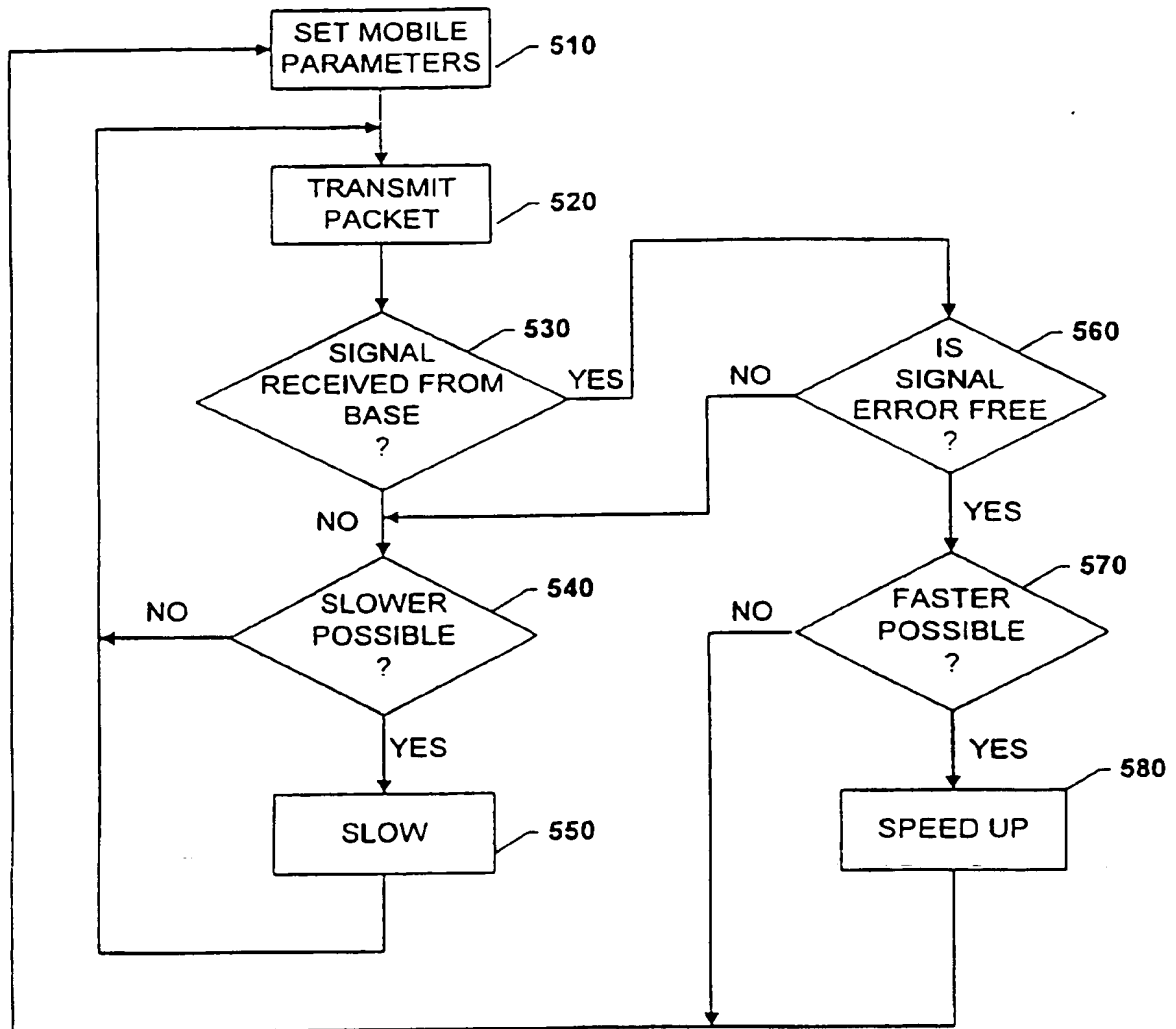 SET MOBILE
PARAMETERS
510
TRANSMIT
PACKET
520
SIGNAL
RECEIVED FROM
BASE
?
530
YES
NO
IS
SIGNAL
ERROR FREE
?
560
NO
YES
SLOWER
POSSIBLE
?
540
NO
YES
FASTER
POSSIBLE
?
570
NO
YES
SLOW
550
SPEED UP
580